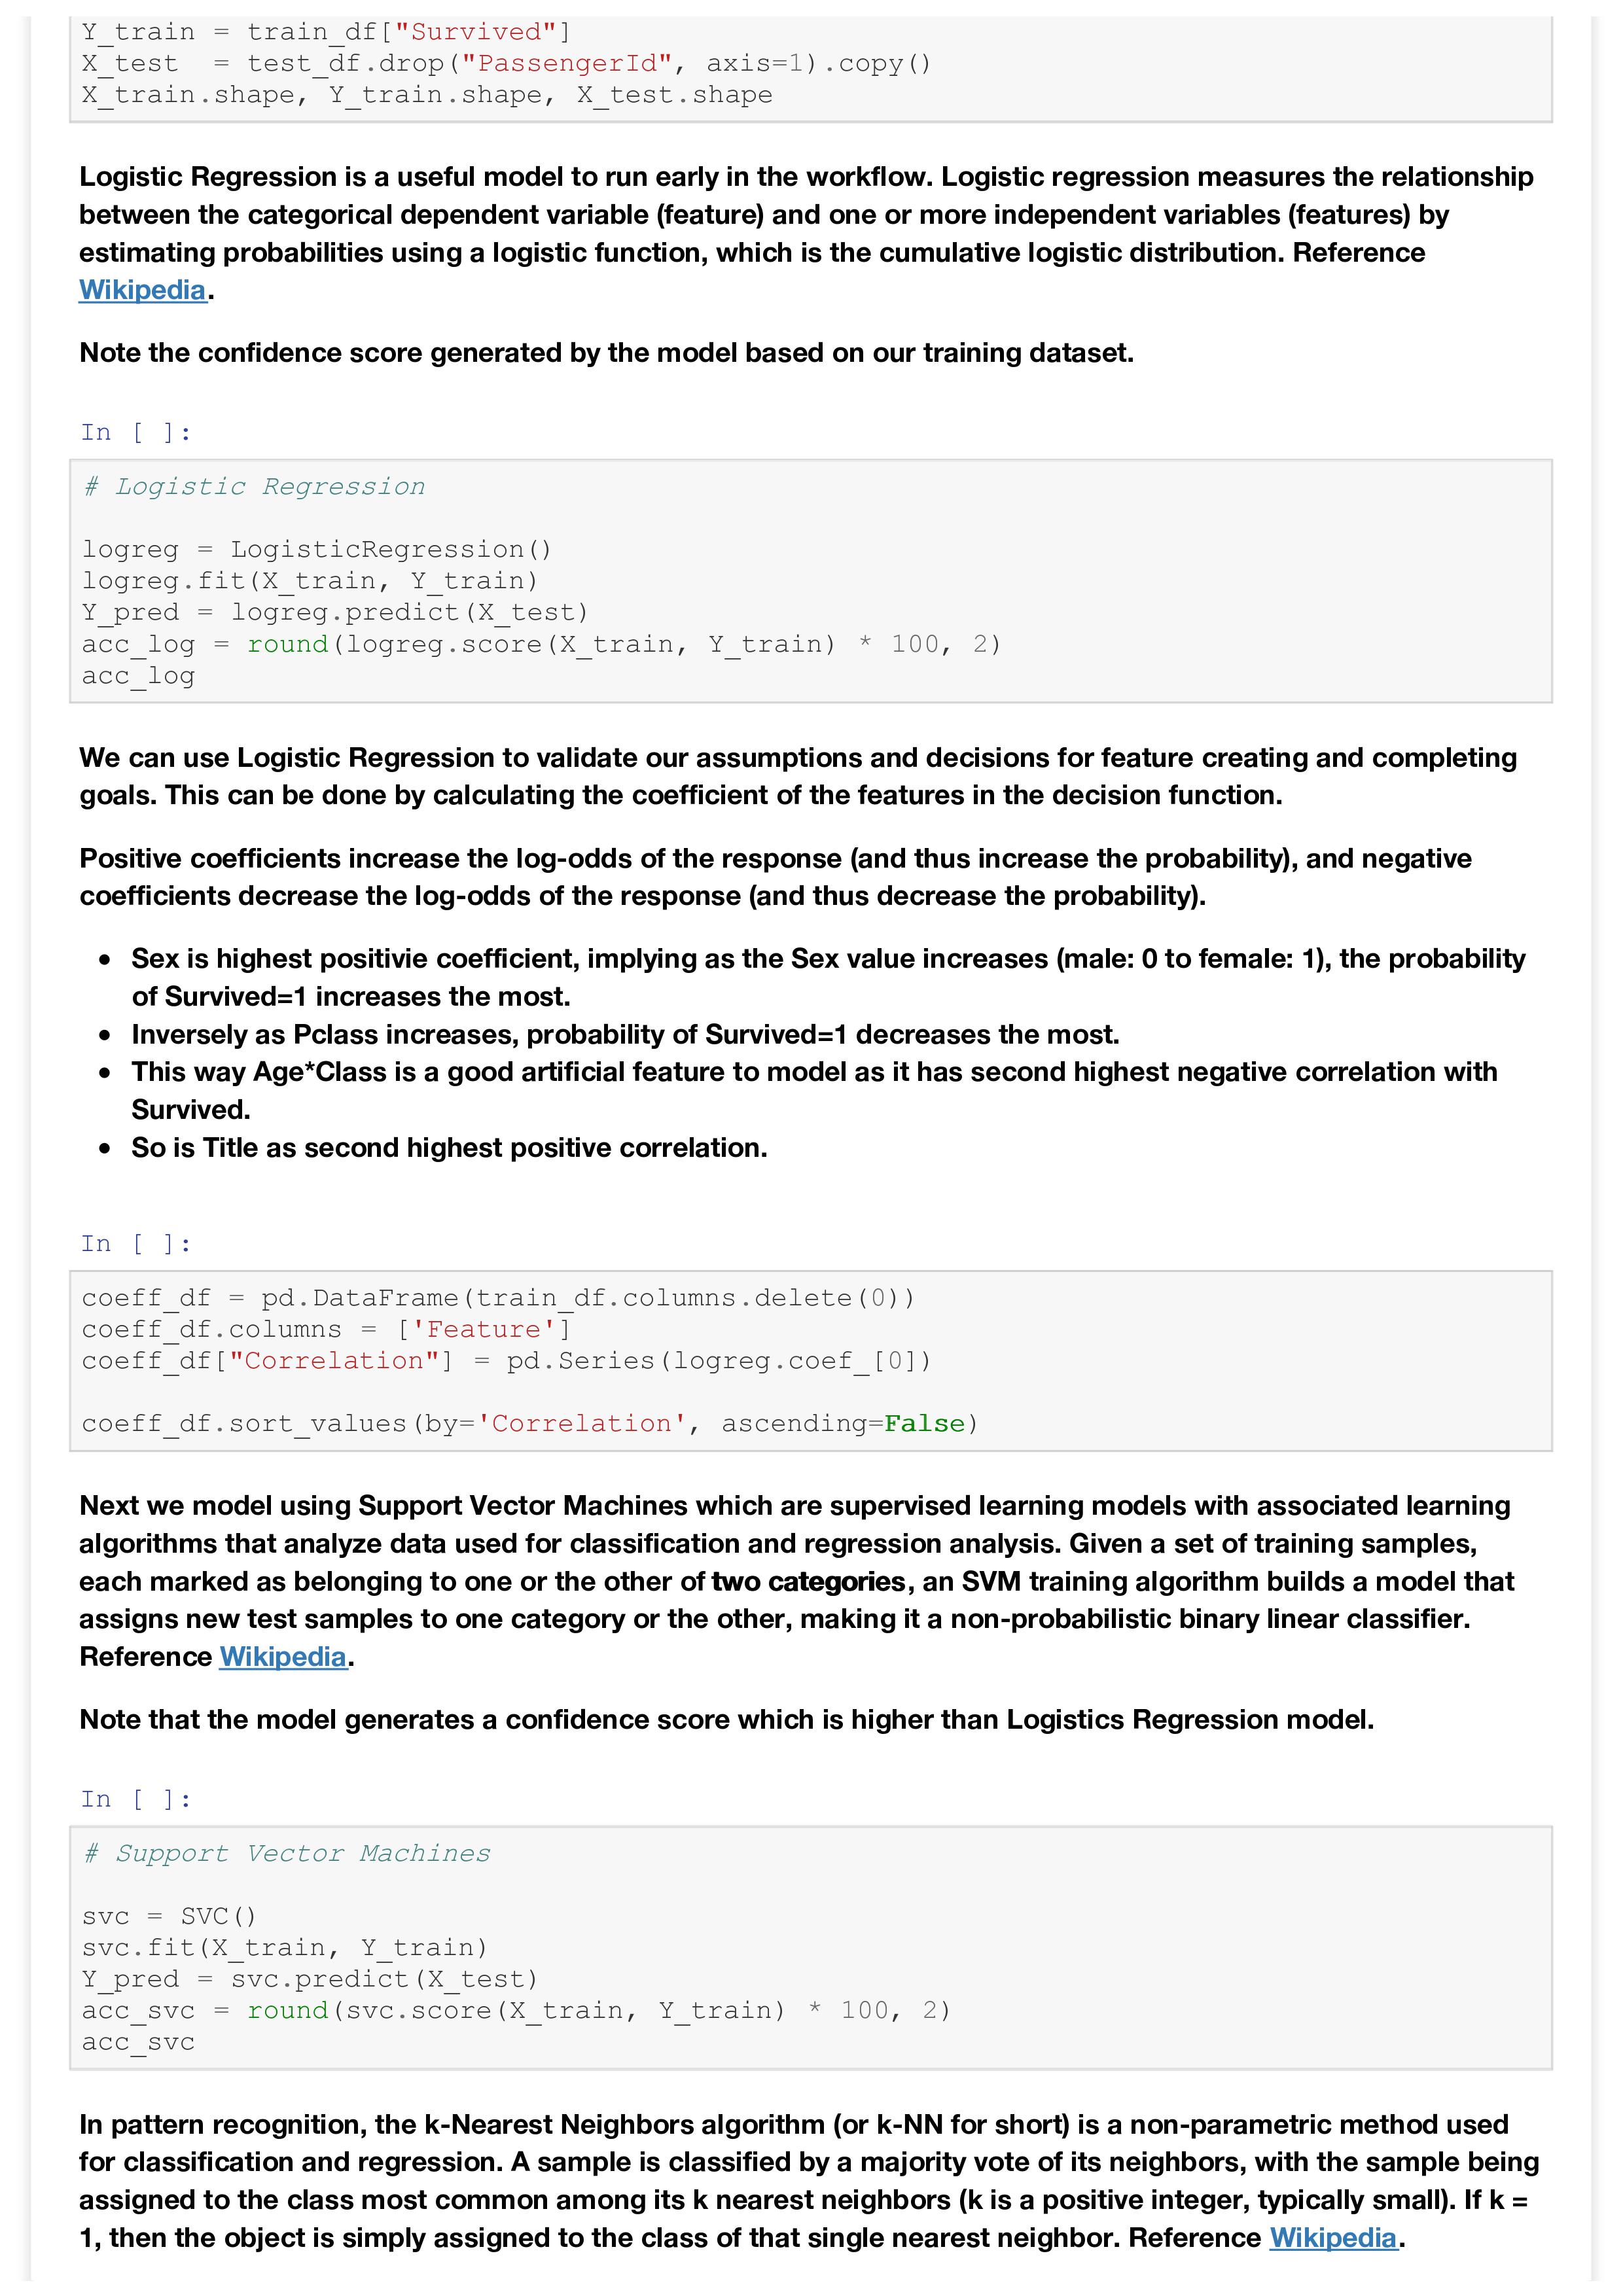 Y_train = train_df["Survived"]
X_test  = test_df.drop("PassengerId", axis=1).copy()
X_train.shape, Y_train.shape, X_test.shape
Logistic Regression is a useful model to run early in the workflow. Logistic regression measures the relationship
between the categorical dependent variable (feature) and one or more independent variables (features) by
estimating probabilities using a logistic function, which is the cumulative logistic distribution. Reference
Wikipedia.
Note the confidence score generated by the model based on our training dataset.
In [ ]:
# Logistic Regression
logreg = LogisticRegression()
logreg.fit(X_train, Y_train)
Y_pred = logreg.predict(X_test)
acc_log = round(logreg.score(X_train, Y_train) * 100, 2)
acc_log
We can use Logistic Regression to validate our assumptions and decisions for feature creating and completing
goals. This can be done by calculating the coefficient of the features in the decision function.
Positive coefficients increase the log-odds of the response (and thus increase the probability), and negative
coefficients decrease the log-odds of the response (and thus decrease the probability).
• Sex is highest positivie coefficient, implying as the Sex value increases (male: 0 to female: 1), the probability
of Survived=1 increases the most.
• Inversely as Pclass increases, probability of Survived=1 decreases the most.
• This way Age*Class is a good artificial feature to model as it has second highest negative correlation with
Survived.
• So is Title as second highest positive correlation.
In [ ]:
coeff_df = pd.DataFrame(train_df.columns.delete(0))
coeff_df.columns = ['Feature']
coeff_df["Correlation"] = pd.Series(logreg.coef_[0])
coeff_df.sort_values(by='Correlation', ascending=False)
Next we model using Support Vector Machines which are supervised learning models with associated learning
algorithms that analyze data used for classification and regression analysis. Given a set of training samples,
each marked as belonging to one or the other of two categories, an SVM training algorithm builds a model that
assigns new test samples to one category or the other, making it a non-probabilistic binary linear classifier.
Reference Wikipedia.
Note that the model generates a confidence score which is higher than Logistics Regression model.
In [ ]:
# Support Vector Machines
svc = SVC()
svc.fit(X_train, Y_train)
Y_pred = svc.predict(X_test)
acc_svc = round(svc.score(X_train, Y_train) * 100, 2)
acc_svc
In pattern recognition, the k-Nearest Neighbors algorithm (or k-NN for short) is a non-parametric method used
for classification and regression. A sample is classified by a majority vote of its neighbors, with the sample being
assigned to the class most common among its k nearest neighbors (k is a positive integer, typically small). If k =
1, then the object is simply assigned to the class of that single nearest neighbor. Reference Wikipedia.